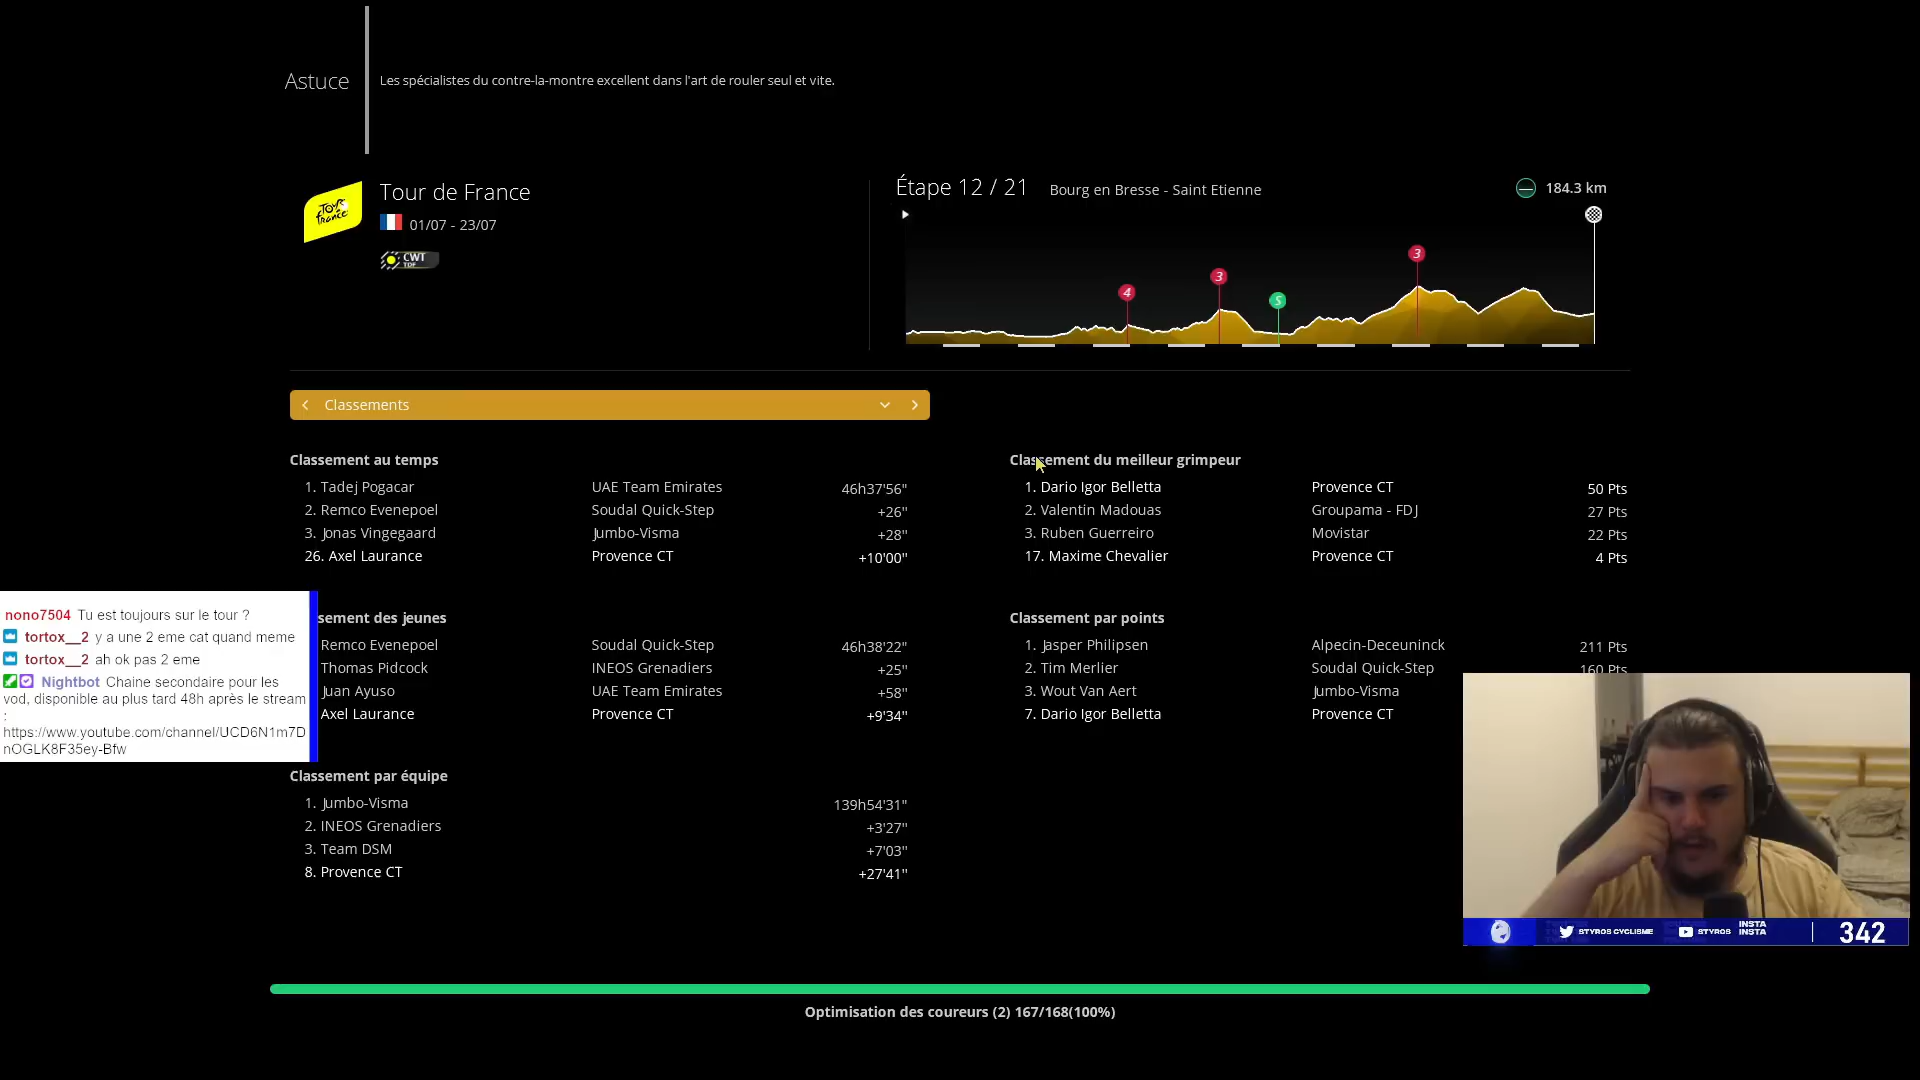 Astuce
Les spécialistes du contre-la-montre excellent dans l'art de rouler seul et vite.
Tour de France
01/07 - 23/07
CWT
TDF
Étape 12 / 21 Bourg en Bresse - Saint Etienne 184.3 km
4
3
S
3
Classements
Classement au temps
1. Tadej Pogacar UAE Team Emirates 46h37'56''
2. Remco Evenepoel Soudal Quick-Step +26''
3. Jonas Vingegaard Jumbo-Visma +28''
26. Axel Laurance Provence CT +10'00''
Classement du meilleur grimpeur
1. Dario Igor Belletta Provence CT 50 Pts
2. Valentin Madouas Groupama - FDJ 27 Pts
3. Ruben Guerreiro Movistar 22 Pts
17. Maxime Chevalier Provence CT 4 Pts
sement des jeunes
Remco Evenepoel Soudal Quick-Step 46h38'22''
Thomas Pidcock INEOS Grenadiers +25''
Juan Ayuso UAE Team Emirates +58''
Axel Laurance Provence CT +9'34''
Classement par points
1. Jasper Philipsen Alpecin-Deceuninck 211 Pts
2. Tim Merlier Soudal Quick-Step 160 Pts
3. Wout Van Aert Jumbo-Visma
7. Dario Igor Belletta Provence CT
Classement par équipe
1. Jumbo-Visma 139h54'31''
2. INEOS Grenadiers +3'27''
3. Team DSM +7'03''
8. Provence CT +27'41''
nono7504 Tu est toujours sur le tour ?
tortox__2 y a une 2 eme cat quand meme
tortox__2 ah ok pas 2 eme
Nightbot Chaine secondaire pour les
vod, disponible au plus tard 48h après le stream
:
https://www.youtube.com/channel/UCD6N1m7D
nOGLK8F35ey-Bfw
STYROS CYCLISME STYROS INSTA
INSTA
342
Optimisation des coureurs (2) 167/168(100%)